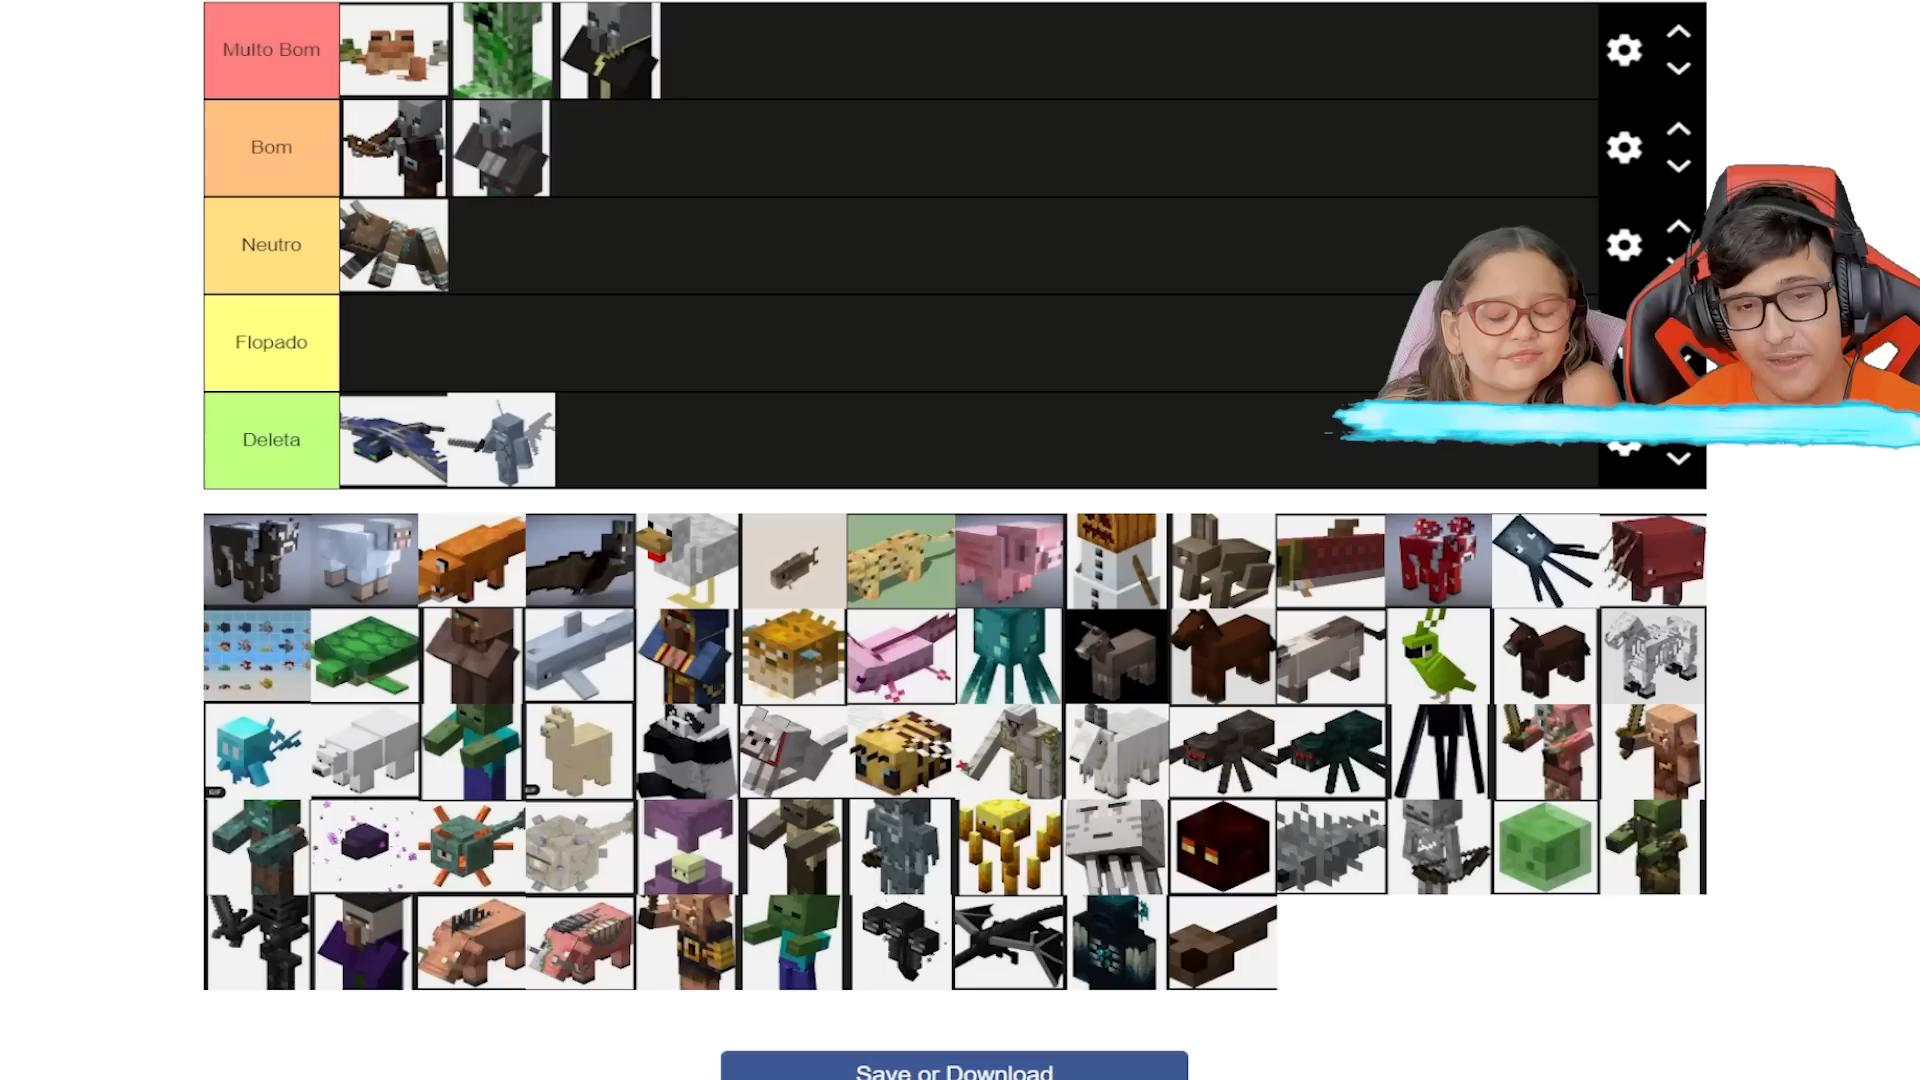 Muito Bom
Bom
Neutro
Flopado
Deleta
Save or Download